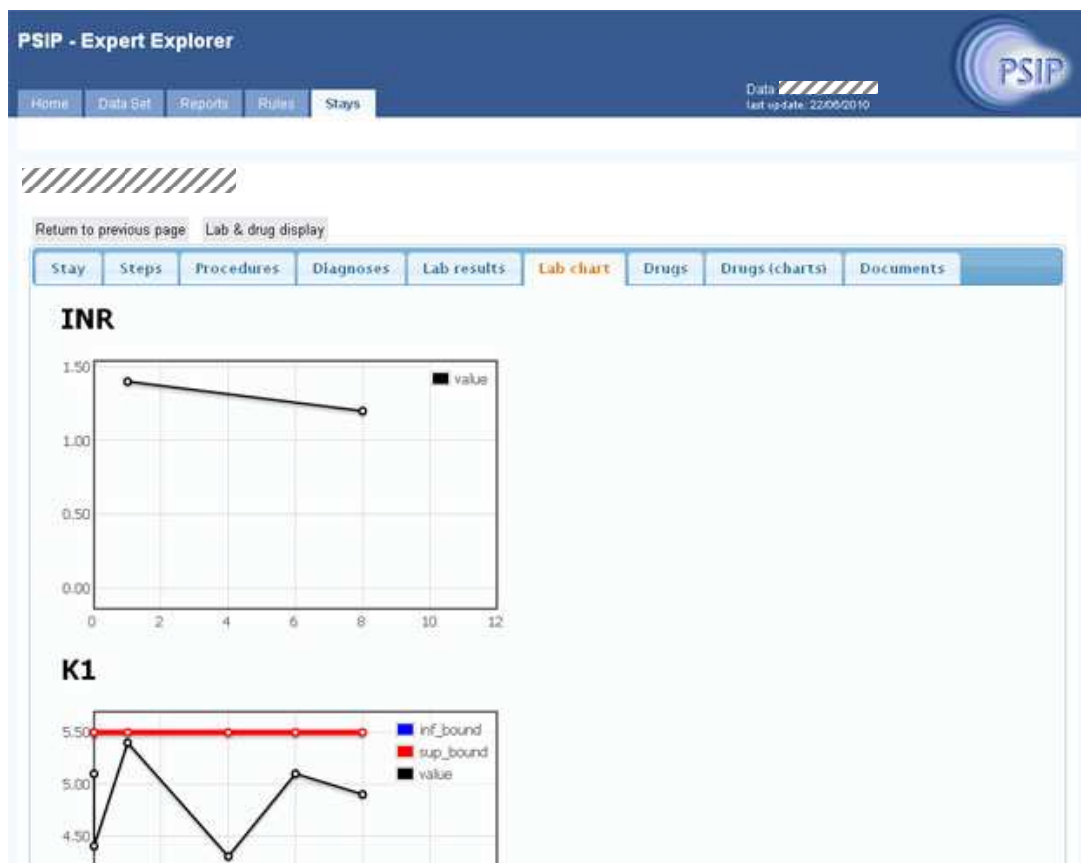 PSIP - Expert Explorer
PSIP
Home Data Set Reports Rules Stays
Data
last update: 22/06/2010
Return to previous page Lab & drug display
Stay Steps Procedures Diagnoses Lab results Lab chart Drugs Drugs (charts) Documents
INR
1.50
value
1.00
0.50
0.00
0 2 4 6 8 10 12
K1
5.50
inf_bound
sup_bound
value
5.00
4.50